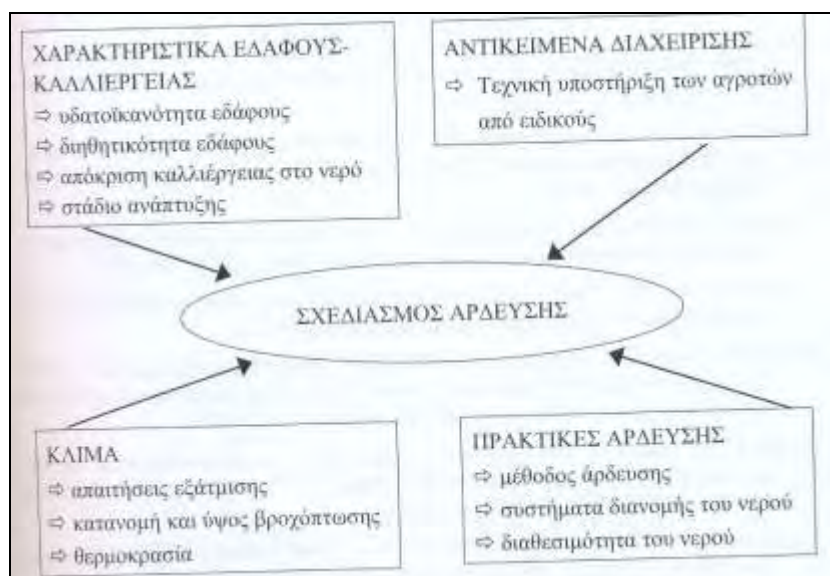 ΧΑΡΑΚΤΗΡΙΣΤΙΚΑ ΕΔΑΦΟΥΣ-
ΚΑΛΛΙΕΡΓΕΙΑΣ
⇨ υδατοϊκανότητα εδάφους
⇨ διηθητικότητα εδάφους
⇨ απόκριση καλλιέργειας στο νερό
⇨ στάδιο ανάπτυξης
ΑΝΤΙΚΕΙΜΕΝΑ ΔΙΑΧΕΙΡΙΣΗΣ
⇨ Τεχνική υποστήριξη των αγροτών
από ειδικούς
ΣΧΕΔΙΑΣΜΟΣ ΑΡΔΕΥΣΗΣ
ΚΛΙΜΑ
⇨ απαιτήσεις εξάτμισης
⇨ κατανομή και ύψος βροχόπτωσης
⇨ θερμοκρασία
ΠΡΑΚΤΙΚΕΣ ΑΡΔΕΥΣΗΣ
⇨ μέθοδος άρδευσης
⇨ συστήματα διανομής του νερού
⇨ διαθεσιμότητα του νερού